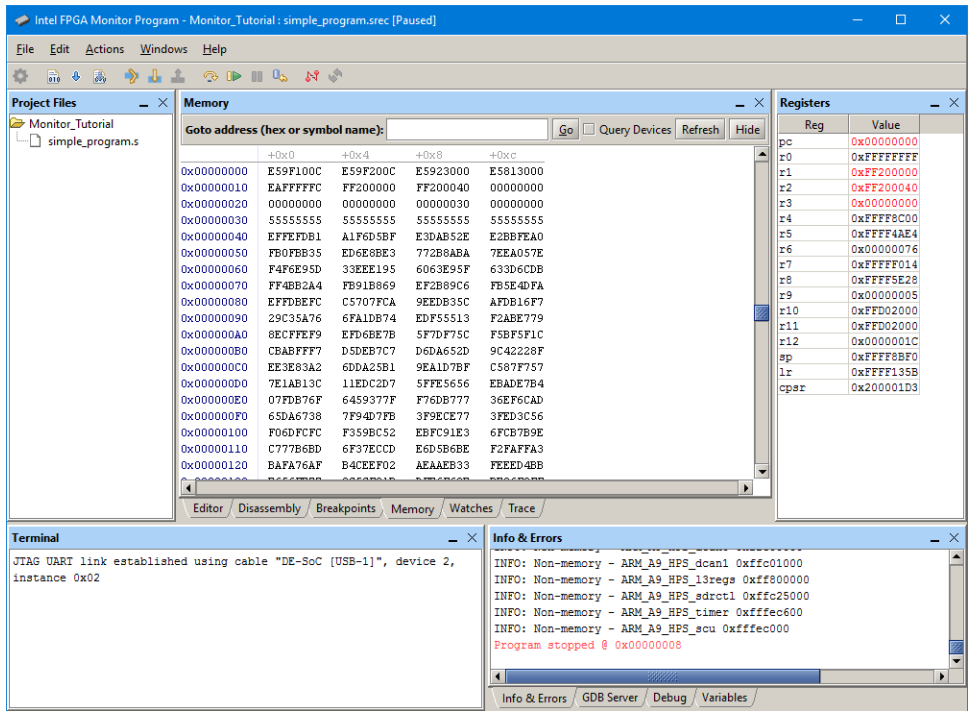 Intel FPGA Monitor Program - Monitor_Tutorial : simple_program.srec [Paused]
File Edit Actions Windows Help
Project Files
Monitor_Tutorial
simple_program.s
Memory
Goto address (hex or symbol name): Go Query Devices Refresh Hide
+0x0 +0x4 +0x8 +0xc
0x00000000 E59F100C E59F200C E5923000 E5813000
0x00000010 EAFFFFFC FF200000 FF200040 00000000
0x00000020 00000000 00000000 00000030 00000000
0x00000030 55555555 55555555 55555555 55555555
0x00000040 EFFEFDB1 A1F6D5BF E3DAB52E E2BBFEA0
0x00000050 FB0FBB35 ED6E8BE3 772B8ABA 7EEA057E
0x00000060 F4F6E95D 33EEE195 6063E95F 633D6CDB
0x00000070 FF4BB2A4 FB91B869 EF2B89C6 FB5E4DFA
0x00000080 EFFDBEFC C5707FCA 9EEDB35C AFDB16F7
0x00000090 29C35A76 6FA1DB74 EDF55513 F2ABE779
0x000000A0 8ECFFEF9 EFD6BE7B 5F7DF75C F5BF5F1C
0x000000B0 CBABFFF7 D5DEB7C7 D6DA652D 9C42228F
0x000000C0 EE3E83A2 6DDA25B1 9EA1D7BF C587F757
0x000000D0 7E1AB13C 11EDC2D7 5FFE5656 EBADE7B4
0x000000E0 07FDB76F 6459377F F76DB777 36EF6CAD
0x000000F0 65DA6738 7F94D7FB 3F9ECE77 3FED3C56
0x00000100 F06DFCFC F359BC52 EBFC91E3 6FCB7B9E
0x00000110 C777B6BD 6F37ECCD E6D5B6BE F2FAFFA3
0x00000120 BAFA76AF B4CEEF02 AEAAEB33 FEEED4BB
Editor Disassembly Breakpoints Memory Watches Trace
Registers
Reg Value
pc 0x00000000
r0 0xFFFFFFFF
r1 0xFF200000
r2 0xFF200040
r3 0x00000000
r4 0xFFFF8C00
r5 0xFFFF4AE4
r6 0x00000076
r7 0xFFFFF014
r8 0xFFFF5E28
r9 0x00000005
r10 0xFFD02000
r11 0xFFD02000
r12 0x0000001C
sp 0xFFFF8BF0
lr 0xFFFF135B
cpsr 0x200001D3
Terminal
JTAG UART link established using cable "DE-SoC [USB-1]", device 2,
instance 0x02
Info & Errors
INFO: Non-memory - ARM_A9_HPS_dcan1 0xffc01000
INFO: Non-memory - ARM_A9_HPS_l3regs 0xff800000
INFO: Non-memory - ARM_A9_HPS_sdrctl 0xffc25000
INFO: Non-memory - ARM_A9_HPS_timer 0xfffec600
INFO: Non-memory - ARM_A9_HPS_scu 0xfffec000
Program stopped @ 0x00000008
Info & Errors GDB Server Debug Variables